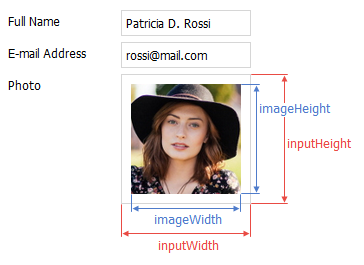 Full Name
Patricia D. Rossi
E-mail Address
rossi@mail.com
Photo
imageHeight
inputHeight
imageWidth
inputWidth